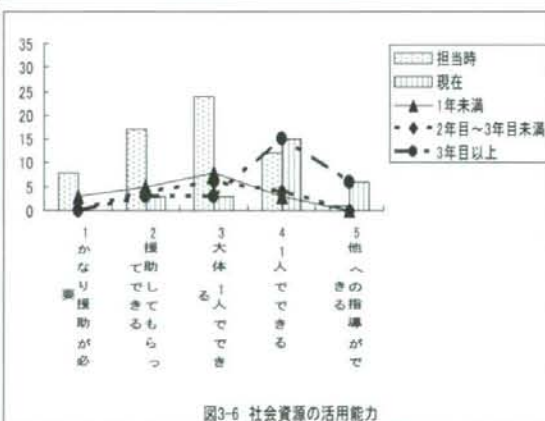 35
30
25
20
15
10
5
0
担当時
現在
1年未満
2年目~3年目未満
3年目以上
1 かなり援助が必
要
2 援助してもらっ
てできる
3 大体1人ででき
る
4 1人でできる
5 他への指導がで
きる
図3-6 社会資源の活用能力